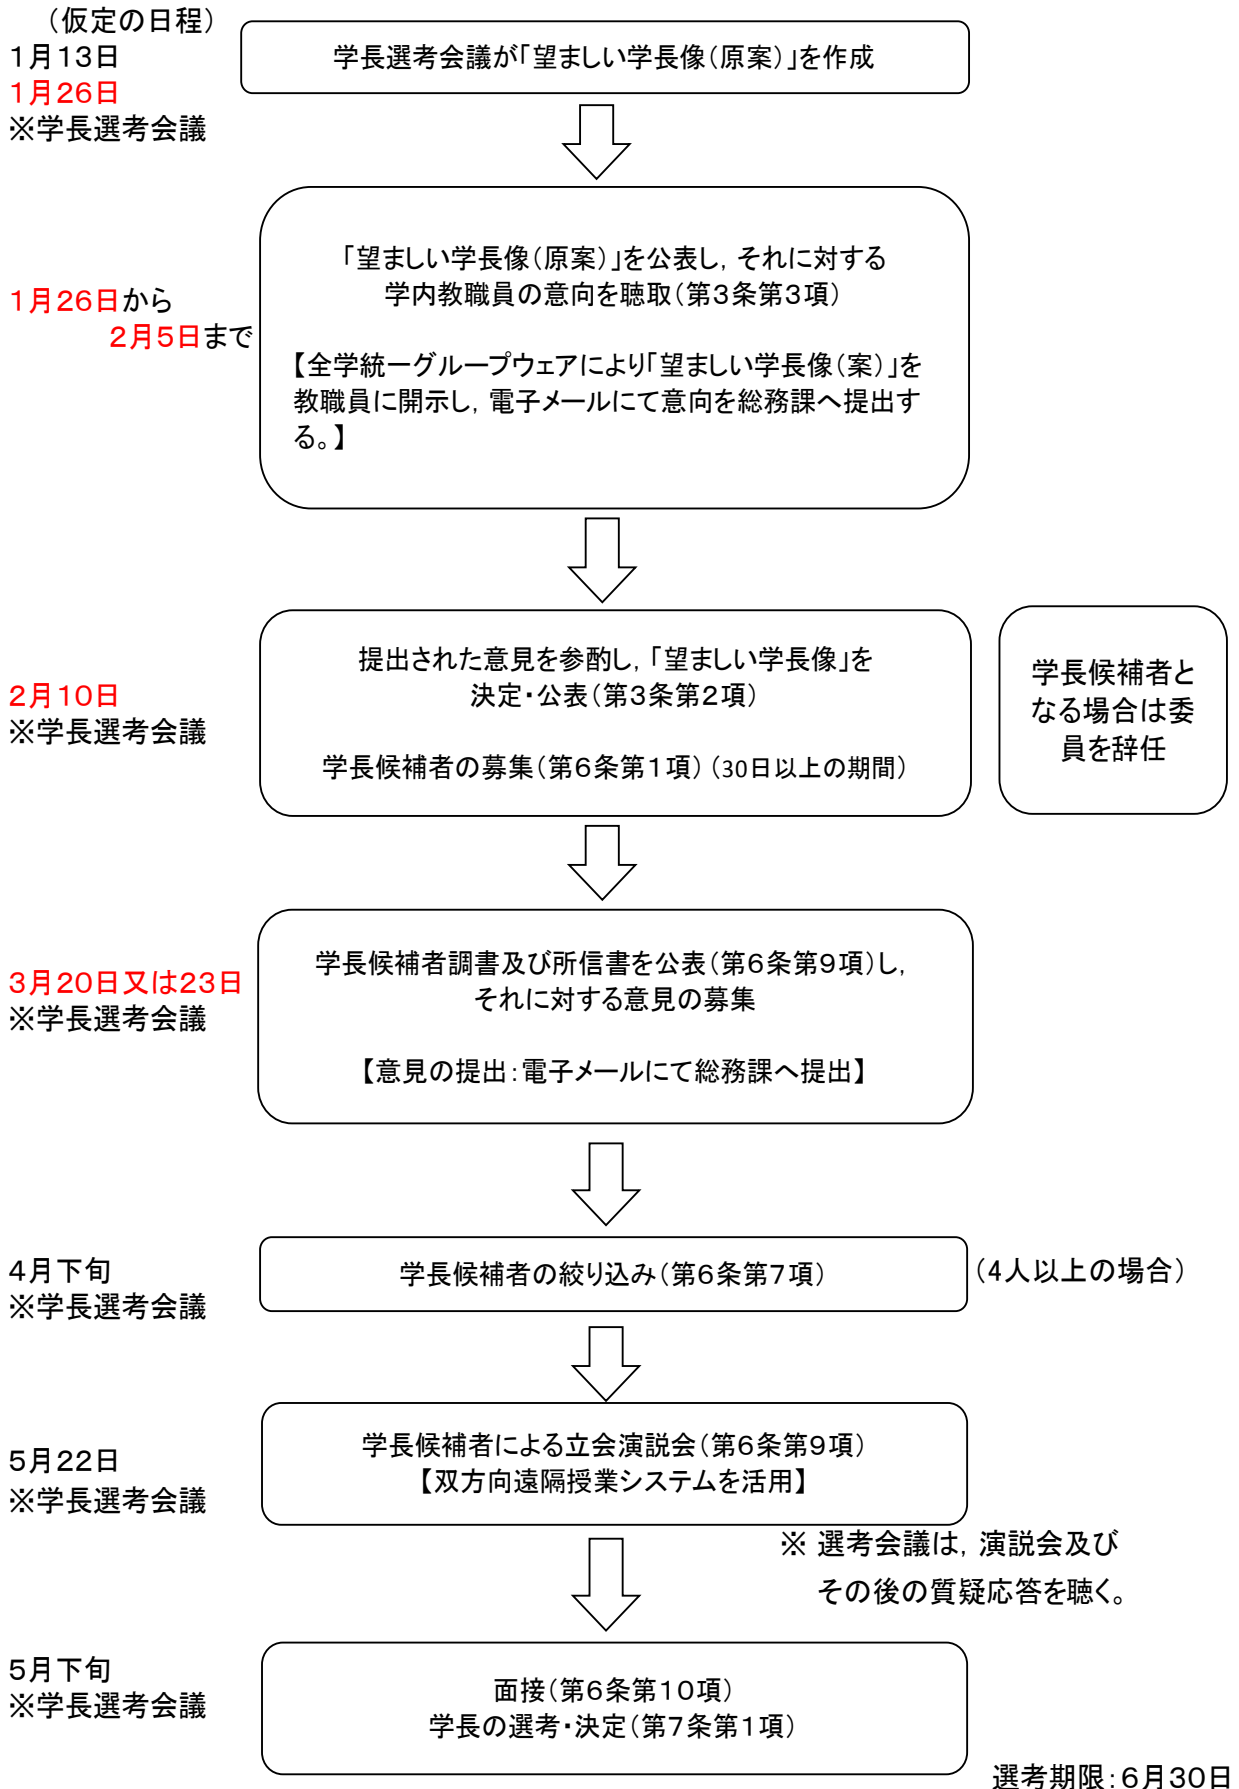 （仮定の日程）
１月１３日
１月２６日
※学長選考会議
学長選考会議が「望ましい学長像（原案）」を作成
１月２６日から
２月５日まで
「望ましい学長像（原案）」を公表し，それに対する
学内教職員の意向を聴取（第３条第３項）
【全学統一グループウェアにより「望ましい学長像（案）」を
教職員に開示し，電子メールにて意向を総務課へ提出す
る。】
２月１０日
※学長選考会議
提出された意見を参酌し，「望ましい学長像」を
決定・公表（第３条第２項）
学長候補者の募集（第６条第１項）（30日以上の期間）
学長候補者と
なる場合は委
員を辞任
３月２０日又は２３日
※学長選考会議
学長候補者調書及び所信書を公表（第６条第９項）し，
それに対する意見の募集
【意見の提出：電子メールにて総務課へ提出】
４月下旬
※学長選考会議
学長候補者の絞り込み（第６条第７項）
（４人以上の場合）
５月２２日
※学長選考会議
学長候補者による立会演説会（第６条第９項）
【双方向遠隔授業システムを活用】
※ 選考会議は，演説会及び
その後の質疑応答を聴く。
５月下旬
※学長選考会議
面接（第６条第１０項）
学長の選考・決定（第７条第１項）
選考期限：６月３０日